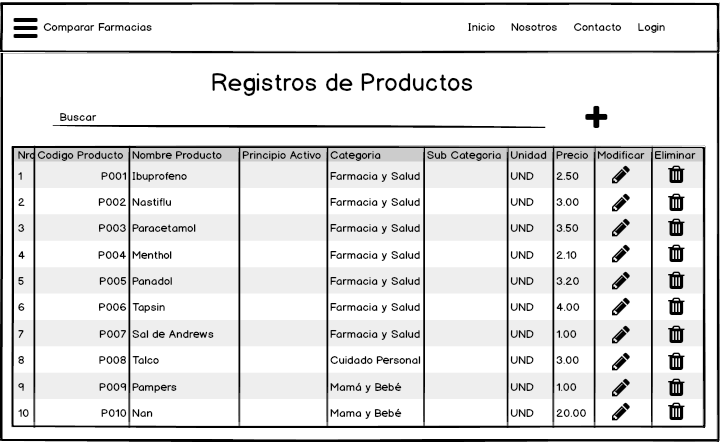 Comparar Farmacias Inicio Nosotros Contacto Login
Registros de Productos
Buscar
Nro Codigo Producto Nombre Producto Principio Activo Categoria Sub Categoria Unidad Precio Modificar Eliminar
1 P001 Ibuprofeno Farmacia y Salud UND 2.50
2 P002 Nastiflu Farmacia y Salud UND 3.00
3 P003 Paracetamol Farmacia y Salud UND 3.50
4 P004 Menthol Farmacia y Salud UND 2.10
5 P005 Panadol Farmacia y Salud UND 3.20
6 P006 Tapsin Farmacia y Salud UND 4.00
7 P007 Sal de Andrews Farmacia y Salud UND 1.00
8 P008 Talco Cuidado Personal UND 3.00
9 P009 Pampers Mamá y Bebé UND 1.00
10 P010 Nan Mama y Bebé UND 20.00